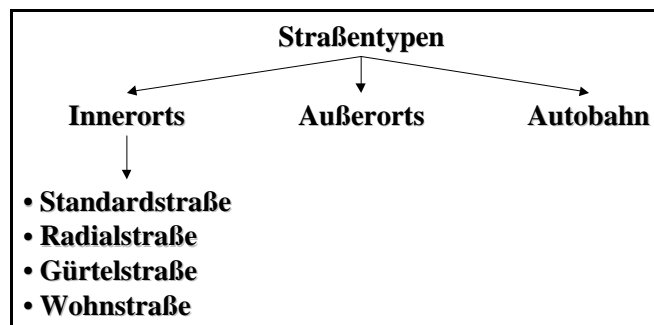 Straßentypen
Innerorts Außerorts Autobahn
• Standardstraße
• Radialstraße
• Gürtelstraße
• Wohnstraße